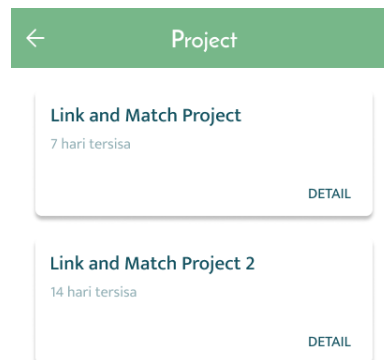 Project
Link and Match Project
7 hari tersisa
DETAIL
Link and Match Project 2
14 hari tersisa
DETAIL